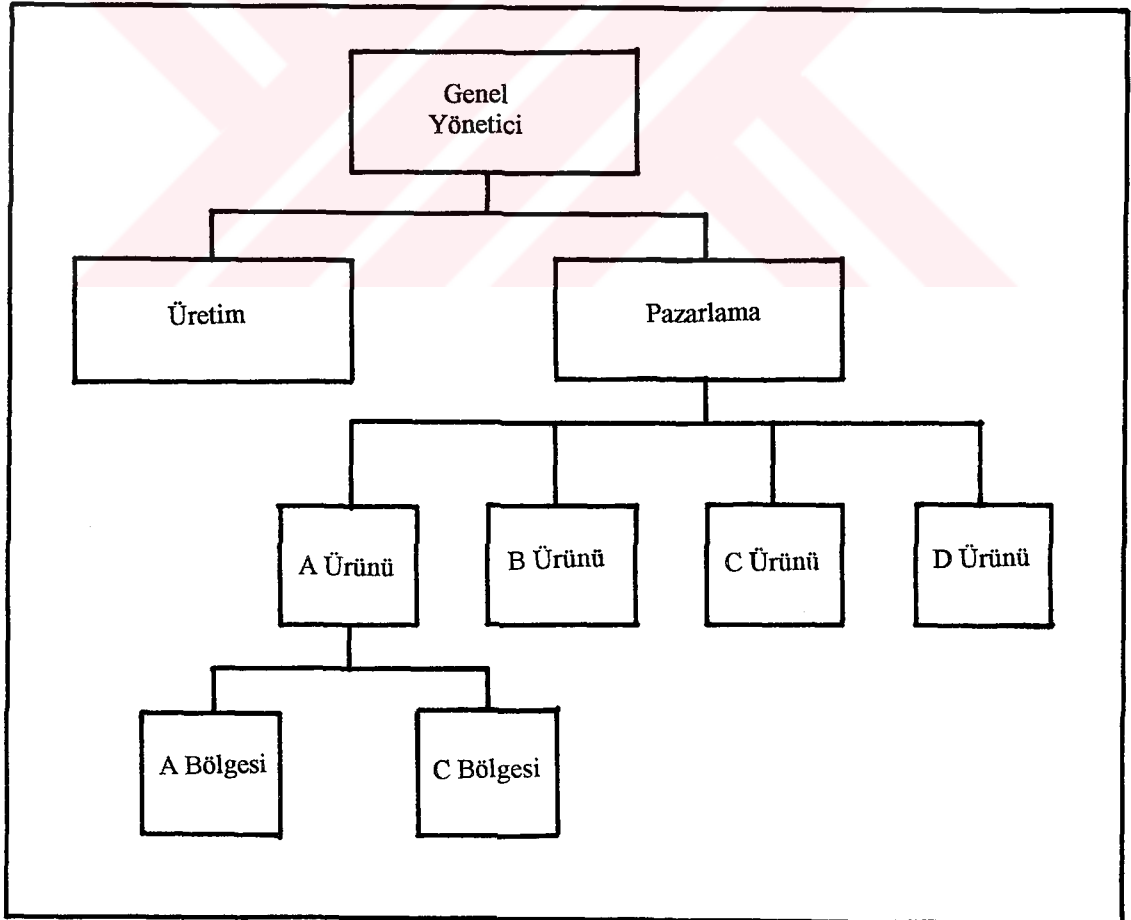 Genel
Yönetici
Üretim
Pazarlama
A Ürünü
B Ürünü
C Ürünü
D Ürünü
A Bölgesi
C Bölgesi